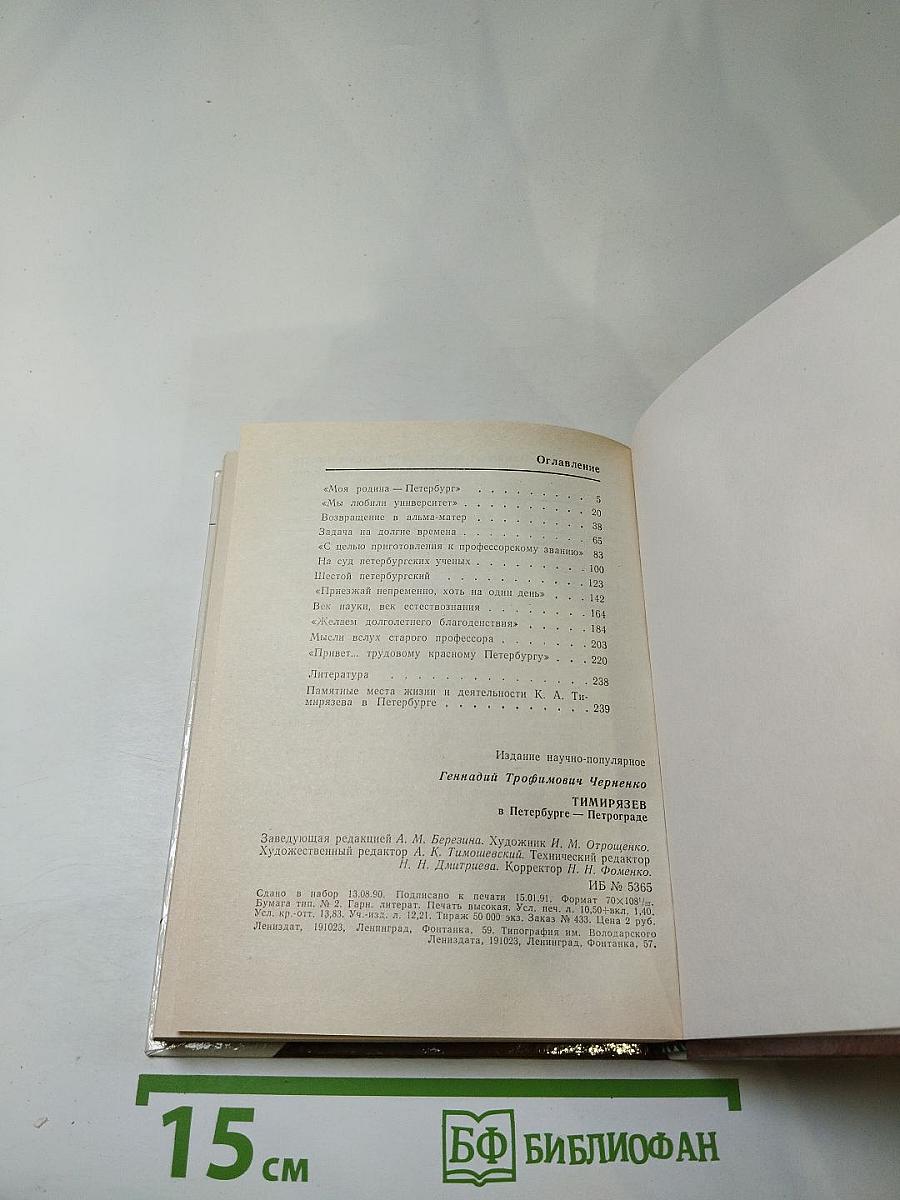 Оглавление
«Моя родина — Петербург» . . . . . . . . . 5
«Мы любили университет» . . . . . . . . . 20
Возвращение в альма-матер . . . . . . . . . 38
Задача на долгие времена . . . . . . . . . 65
«С целью приготовления к профессорскому званию» 83
На суд петербургских ученых . . . . . . . . . 100
Шестой петербургский . . . . . . . . . . 123
«Приезжай непременно, хоть на один день» . . . 142
Век науки, век естествознания . . . . . . . . 164
«Желаем долголетнего благоденствия» . . . . . 184
Мысли вслух старого профессора . . . . . . . 203
«Привет... трудовому красному Петербургу» . . . 220
Литература . . . . . . . . . . . . . 238
Памятные места жизни и деятельности К. А. Ти-
мирязева в Петербурге . . . . . . . . . . . 239
Издание научно-популярное
Геннадий Трофимович Черненко
ТИМИРЯЗЕВ
в Петербурге — Петрограде
Заведующая редакцией А. М. Березина. Художник И. М. Отрощенко.
Художественный редактор А. К. Тимошевский. Технический редактор
Н. Н. Дмитриева. Корректор Н. Н. Фоменко.
ИБ № 5365
Сдано в набор 13.08.90. Подписано к печати 15.01.91. Формат 70×108¹/₃₂.
Бумага тип. № 2. Гарн. литерат. Печать высокая. Усл. печ. л. 10,50+вкл. 1,40.
Усл. кр.-отт. 13,83. Уч.-изд. л. 12,21. Тираж 50 000 экз. Заказ № 433. Цена 2 руб.
Лениздат, 191023, Ленинград, Фонтанка, 59. Типография им. Володарского
Лениздата, 191023, Ленинград, Фонтанка, 57.
15 см
БФ БИБЛИОФАН